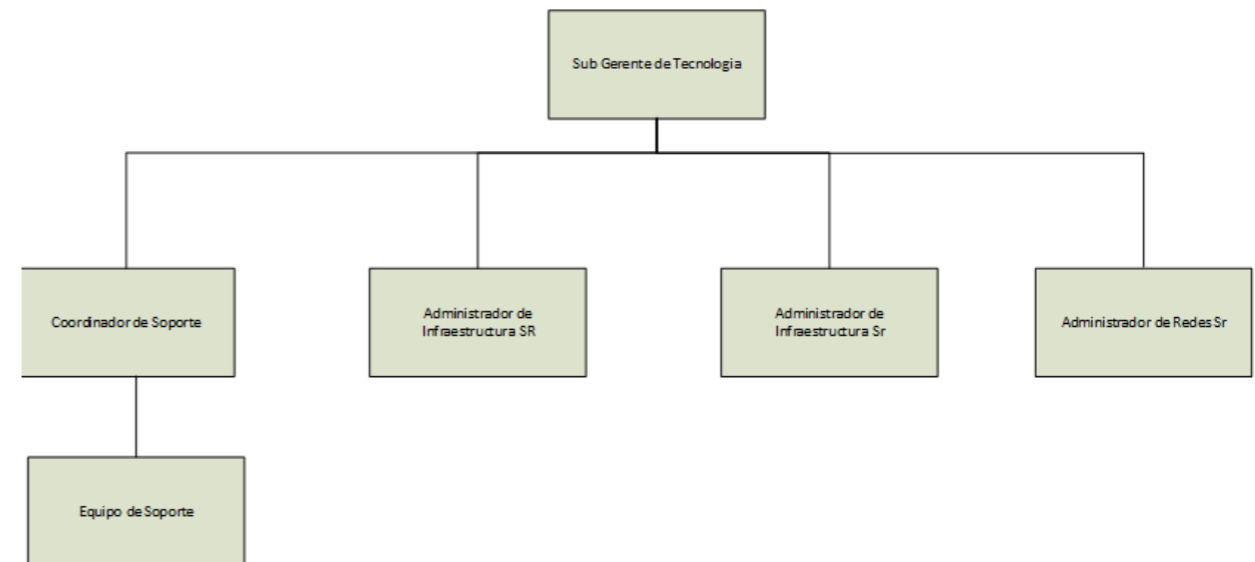 Sub Gerente de Tecnologia
Coordinador de Soporte
Administrador de
Infraestructura SR
Administrador de
Infraestructura Sr
Administrador de Redes Sr
Equipo de Soporte